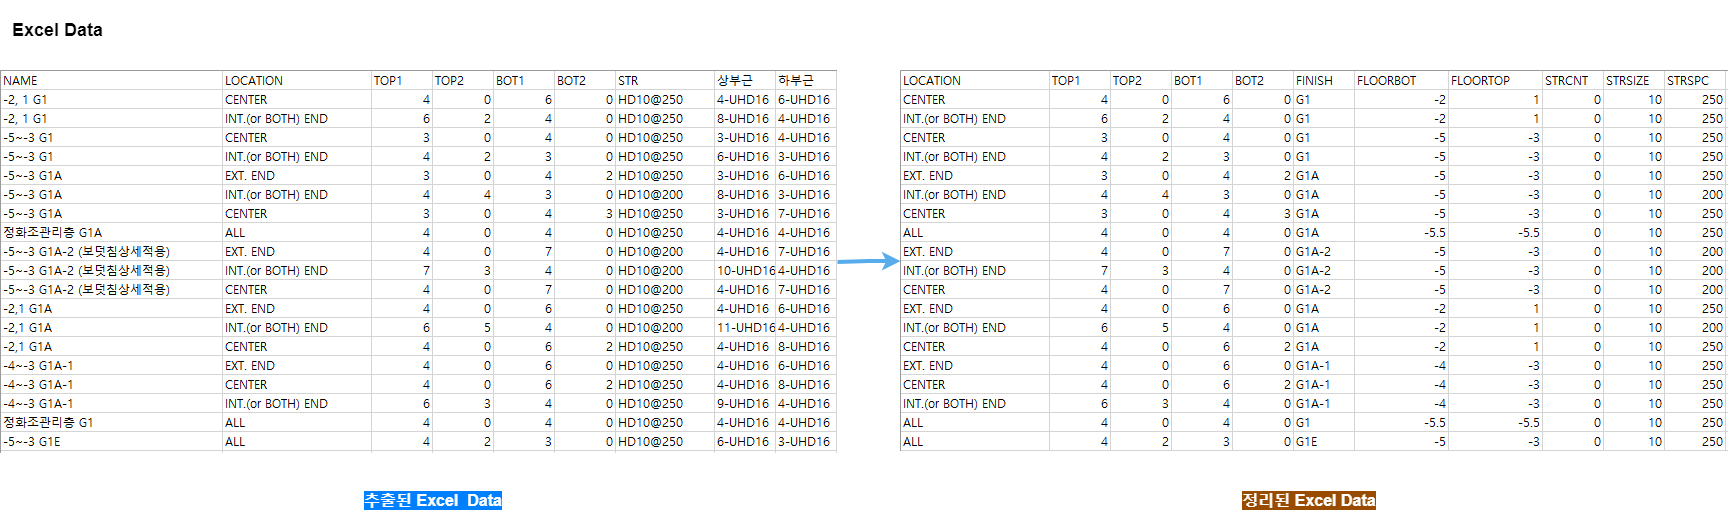 Excel Data
NAME LOCATION TOP1 TOP2 BOT1 BOT2 STR 상부근 하부근
-2, 1 G1 CENTER 4 0 6 0 HD10@250 4-UHD16 6-UHD16
-2, 1 G1 INT.(or BOTH) END 6 2 4 0 HD10@250 8-UHD16 4-UHD16
-5~-3 G1 CENTER 3 0 4 0 HD10@250 3-UHD16 4-UHD16
-5~-3 G1 INT.(or BOTH) END 4 2 3 0 HD10@250 6-UHD16 3-UHD16
-5~-3 G1A EXT. END 3 0 4 2 HD10@250 3-UHD16 6-UHD16
-5~-3 G1A INT.(or BOTH) END 4 4 3 0 HD10@200 8-UHD16 3-UHD16
-5~-3 G1A CENTER 3 0 4 3 HD10@250 3-UHD16 7-UHD16
정화조관리층 G1A ALL 4 0 4 0 HD10@250 4-UHD16 4-UHD16
-5~-3 G1A-2 (보덧침상세적용) EXT. END 4 0 7 0 HD10@200 4-UHD16 7-UHD16
-5~-3 G1A-2 (보덧침상세적용) INT.(or BOTH) END 7 3 4 0 HD10@200 10-UHD16 4-UHD16
-5~-3 G1A-2 (보덧침상세적용) CENTER 4 0 7 0 HD10@200 4-UHD16 7-UHD16
-2,1 G1A EXT. END 4 0 6 0 HD10@250 4-UHD16 6-UHD16
-2,1 G1A INT.(or BOTH) END 6 5 4 0 HD10@200 11-UHD16 4-UHD16
-2,1 G1A CENTER 4 0 6 2 HD10@250 4-UHD16 8-UHD16
-4~-3 G1A-1 EXT. END 4 0 6 0 HD10@250 4-UHD16 6-UHD16
-4~-3 G1A-1 CENTER 4 0 6 2 HD10@250 4-UHD16 8-UHD16
-4~-3 G1A-1 INT.(or BOTH) END 6 3 4 0 HD10@250 9-UHD16 4-UHD16
정화조관리층 G1 ALL 4 0 4 0 HD10@250 4-UHD16 4-UHD16
-5~-3 G1E ALL 4 2 3 0 HD10@250 6-UHD16 3-UHD16
추출된 Excel Data
LOCATION TOP1 TOP2 BOT1 BOT2 FINISH FLOORBOT FLOORTOP STRCNT STRSIZE STRSPC
CENTER 4 0 6 0 G1 -2 1 0 10 250
INT.(or BOTH) END 6 2 4 0 G1 -2 1 0 10 250
CENTER 3 0 4 0 G1 -5 -3 0 10 250
INT.(or BOTH) END 4 2 3 0 G1 -5 -3 0 10 250
EXT. END 3 0 4 2 G1A -5 -3 0 10 250
INT.(or BOTH) END 4 4 3 0 G1A -5 -3 0 10 200
CENTER 3 0 4 3 G1A -5 -3 0 10 250
ALL 4 0 4 0 G1A -5.5 -5.5 0 10 250
EXT. END 4 0 7 0 G1A-2 -5 -3 0 10 200
INT.(or BOTH) END 7 3 4 0 G1A-2 -5 -3 0 10 200
CENTER 4 0 7 0 G1A-2 -5 -3 0 10 200
EXT. END 4 0 6 0 G1A -2 1 0 10 250
INT.(or BOTH) END 6 5 4 0 G1A -2 1 0 10 200
CENTER 4 0 6 2 G1A -2 1 0 10 250
EXT. END 4 0 6 0 G1A-1 -4 -3 0 10 250
CENTER 4 0 6 2 G1A-1 -4 -3 0 10 250
INT.(or BOTH) END 6 3 4 0 G1A-1 -4 -3 0 10 250
ALL 4 0 4 0 G1 -5.5 -5.5 0 10 250
ALL 4 2 3 0 G1E -5 -3 0 10 250
정리된 Excel Data